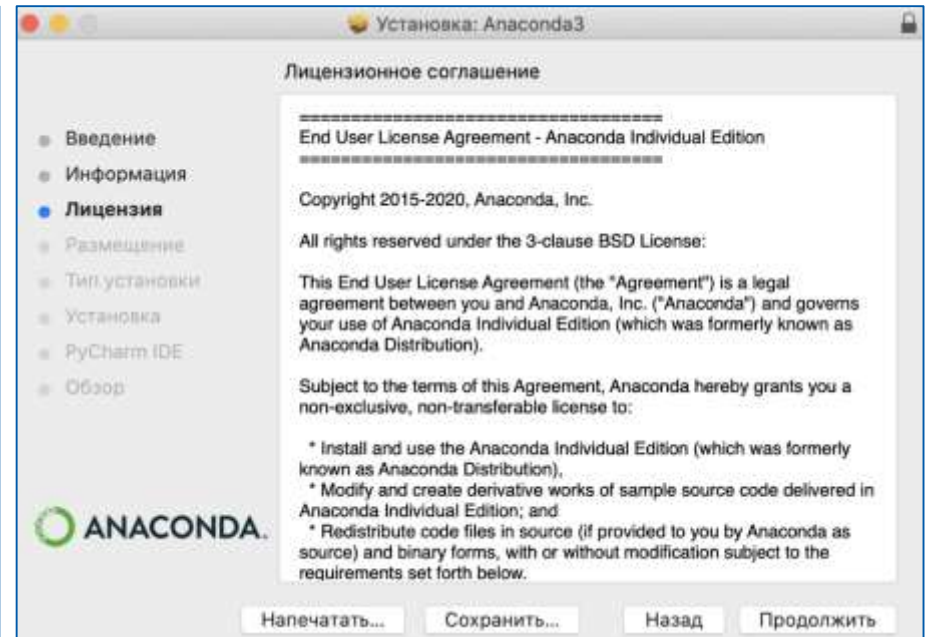 Установка: Anaconda3
Лицензионное соглашение
Введение
Информация
Лицензия
Размещение
Тип установки
Установка
PyCharm IDE
Обзор
ANACONDA.
=====================================
End User License Agreement - Anaconda Individual Edition
=====================================
Copyright 2015-2020, Anaconda, Inc.
All rights reserved under the 3-clause BSD License:
This End User License Agreement (the "Agreement") is a legal
agreement between you and Anaconda, Inc. ("Anaconda") and governs
your use of Anaconda Individual Edition (which was formerly known as
Anaconda Distribution).
Subject to the terms of this Agreement, Anaconda hereby grants you a
non-exclusive, non-transferable license to:
* Install and use the Anaconda Individual Edition (which was formerly
known as Anaconda Distribution),
* Modify and create derivative works of sample source code delivered in
Anaconda Individual Edition; and
* Redistribute code files in source (if provided to you by Anaconda as
source) and binary forms, with or without modification subject to the
requirements set forth below.
Напечатать...
Сохранить...
Назад
Продолжить